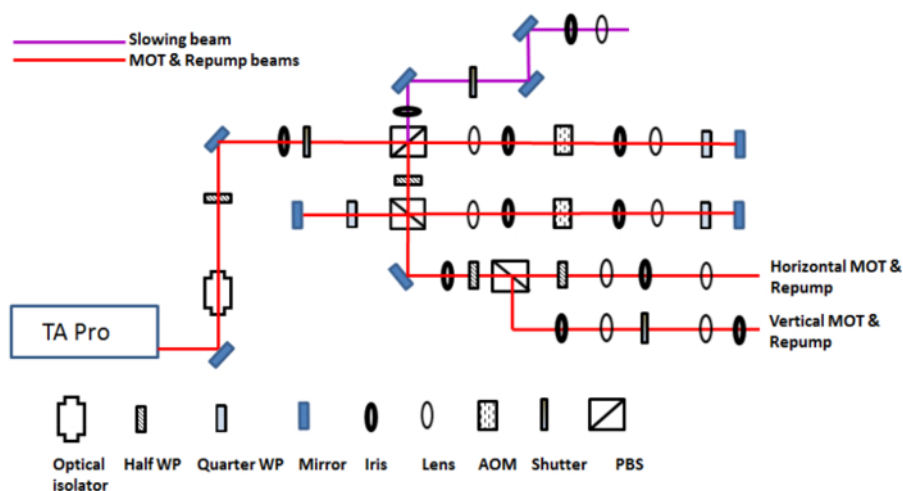 Slowing beam
MOT & Repump beams
Horizontal MOT &
Repump
TA Pro
Vertical MOT &
Repump
Optical
isolator
Half WP
Quarter WP
Mirror
Iris
Lens
AOM
Shutter
PBS